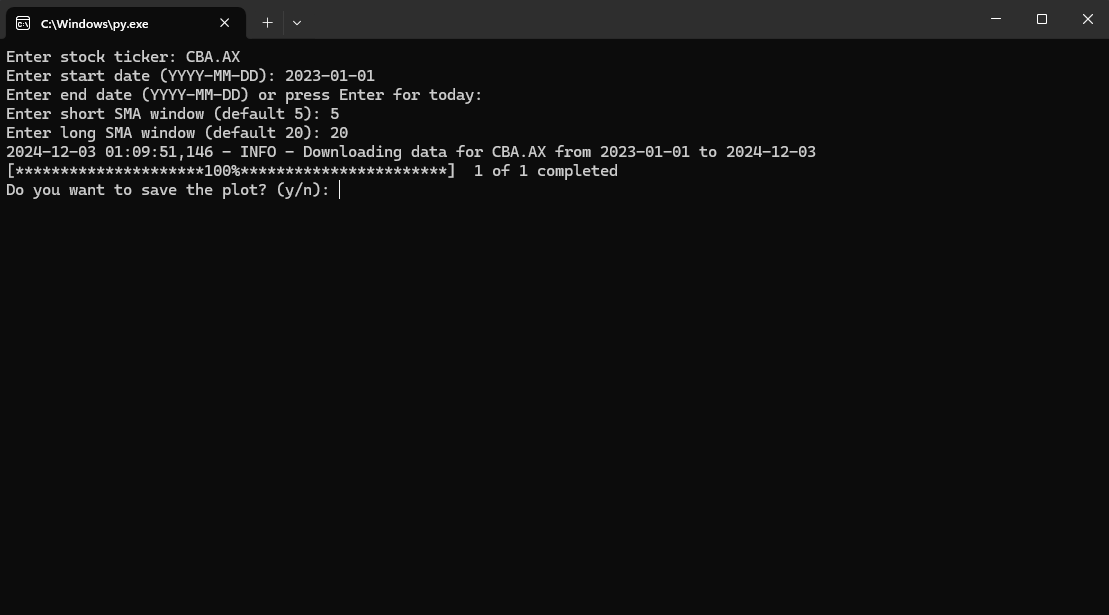 C:\Windows\py.exe
Enter stock ticker: CBA.AX
Enter start date (YYYY-MM-DD): 2023-01-01
Enter end date (YYYY-MM-DD) or press Enter for today:
Enter short SMA window (default 5): 5
Enter long SMA window (default 20): 20
2024-12-03 01:09:51,146 - INFO - Downloading data for CBA.AX from 2023-01-01 to 2024-12-03
[*********************100%***********************]  1 of 1 completed
Do you want to save the plot? (y/n):